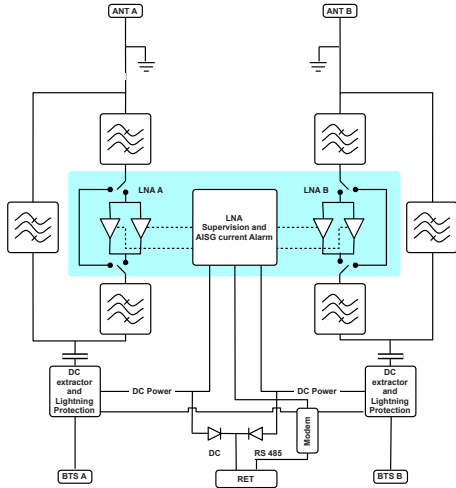 ANT A
ANT B
LNA A
LNA B
LNA
Supervision and
AISG current Alarm
DC
extractor
and
Lightning
Protection
DC Power
DC Power
DC
extractor
and
Lightning
Protection
Modem
DC
RS 485
BTS A
RET
BTS B